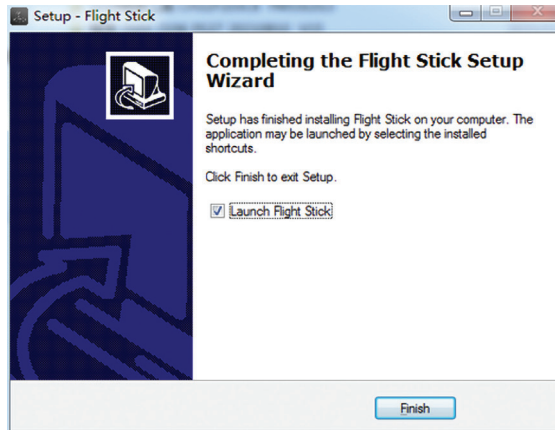 Setup - Flight Stick
Completing the Flight Stick Setup
Wizard
Setup has finished installing Flight Stick on your computer. The
application may be launched by selecting the installed
shortcuts.
Click Finish to exit Setup.
Launch Flight Stick
Finish